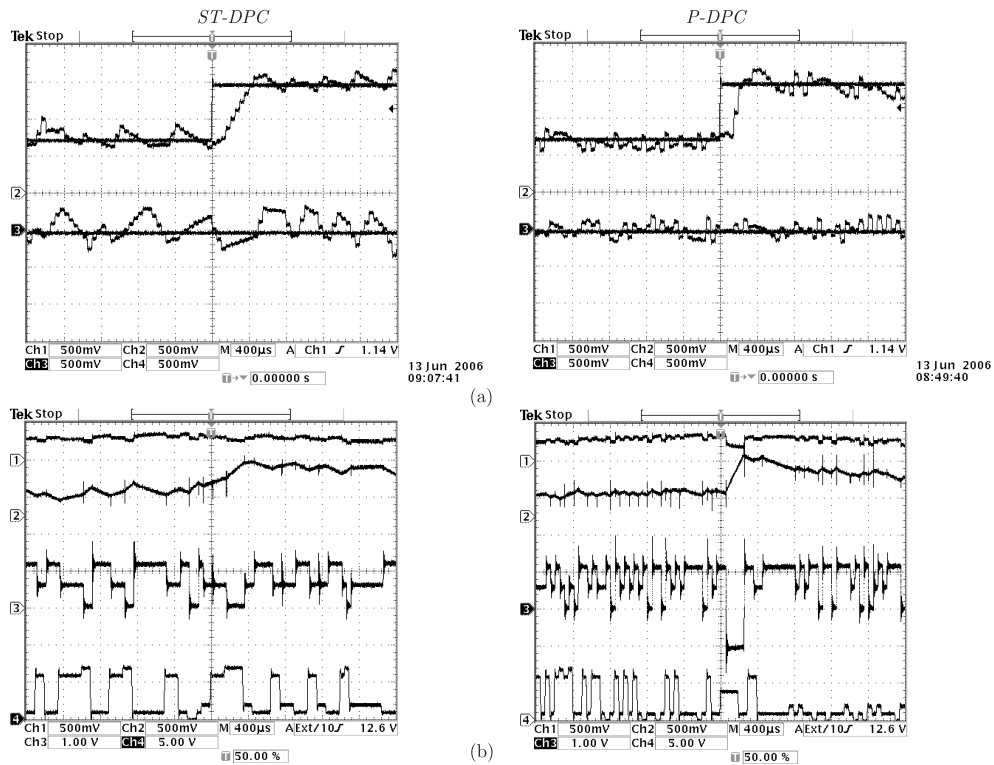 ST-DPC
P-DPC
Tek Stop
T
T
2
3
Ch1 500mV Ch2 500mV M 400µs A Ch1 ʃ 1.14 V
Ch3 500mV Ch4 500mV
T→▼ 0.00000 s
13 Jun 2006
09:07:41
Tek Stop
T
T
2
3
Ch1 500mV Ch2 500mV M 400µs A Ch1 ʃ 1.14 V
Ch3 500mV Ch4 500mV
T→▼ 0.00000 s
13 Jun 2006
08:49:40
(a)
Tek Stop
T
T
1
2
3
4
Ch1 500mV Ch2 500mV M 400µs A Ext/10 ʃ 12.6 V
Ch3 1.00 V Ch4 5.00 V
T 50.00 %
Tek Stop
T
T
1
2
3
4
Ch1 500mV Ch2 500mV M 400µs A Ext/10 ʃ 12.6 V
Ch3 1.00 V Ch4 5.00 V
T 50.00 %
(b)